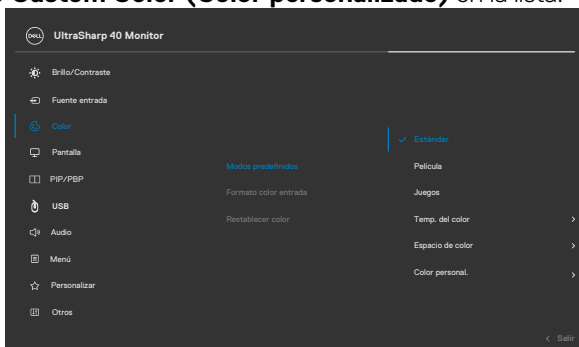 Custom Color (Color personalizado) en la lista.
DELL UltraSharp 40 Monitor
Brillo/Contraste
Fuente entrada
Color
Estándar
Pantalla
Modos predefinidos
Película
PIP/PBP
Formato color entrada
Juegos
USB
Restablecer color
Temp. del color
Audio
Espacio de color
Menú
Color personal.
Personalizar
Otros
Salir